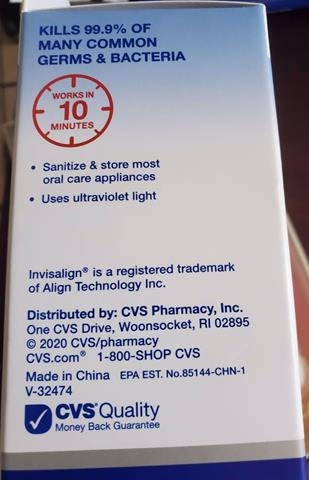 KILLS 99.9% OF
MANY COMMON
GERMS & BACTERIA
WORKS IN
10
MINUTES
• Sanitize & store most
oral care appliances
• Uses ultraviolet light
Invisalign® is a registered trademark
of Align Technology Inc.
Distributed by: CVS Pharmacy, Inc.
One CVS Drive, Woonsocket, RI 02895
© 2020 CVS/pharmacy
CVS.com® 1-800-SHOP CVS
Made in China EPA EST. No.85144-CHN-1
V-32474
CVS® Quality
Money Back Guarantee